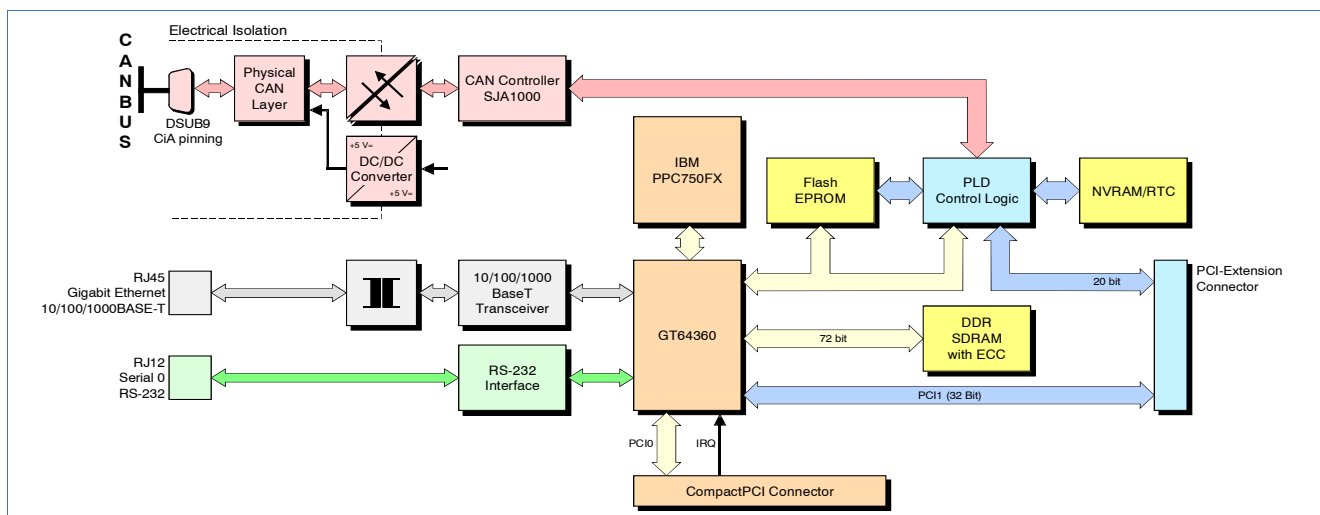 Electrical Isolation
C
A
N
B
U
S
DSUB9
CiA pinning
Physical
CAN
Layer
CAN Controller
SJA1000
+5 V=
DC/DC
Converter
+5 V=
IBM
PPC750FX
Flash
EPROM
PLD
Control Logic
NVRAM/RTC
RJ45
Gigabit Ethernet
10/100/1000BASE-T
10/100/1000
BaseT
Transceiver
GT64360
20 bit
PCI-Extension
Connector
72 bit
DDR
SDRAM
with ECC
RJ12
Serial 0
RS-232
RS-232
Interface
PCI1 (32 Bit)
PCI0
IRQ
CompactPCI Connector